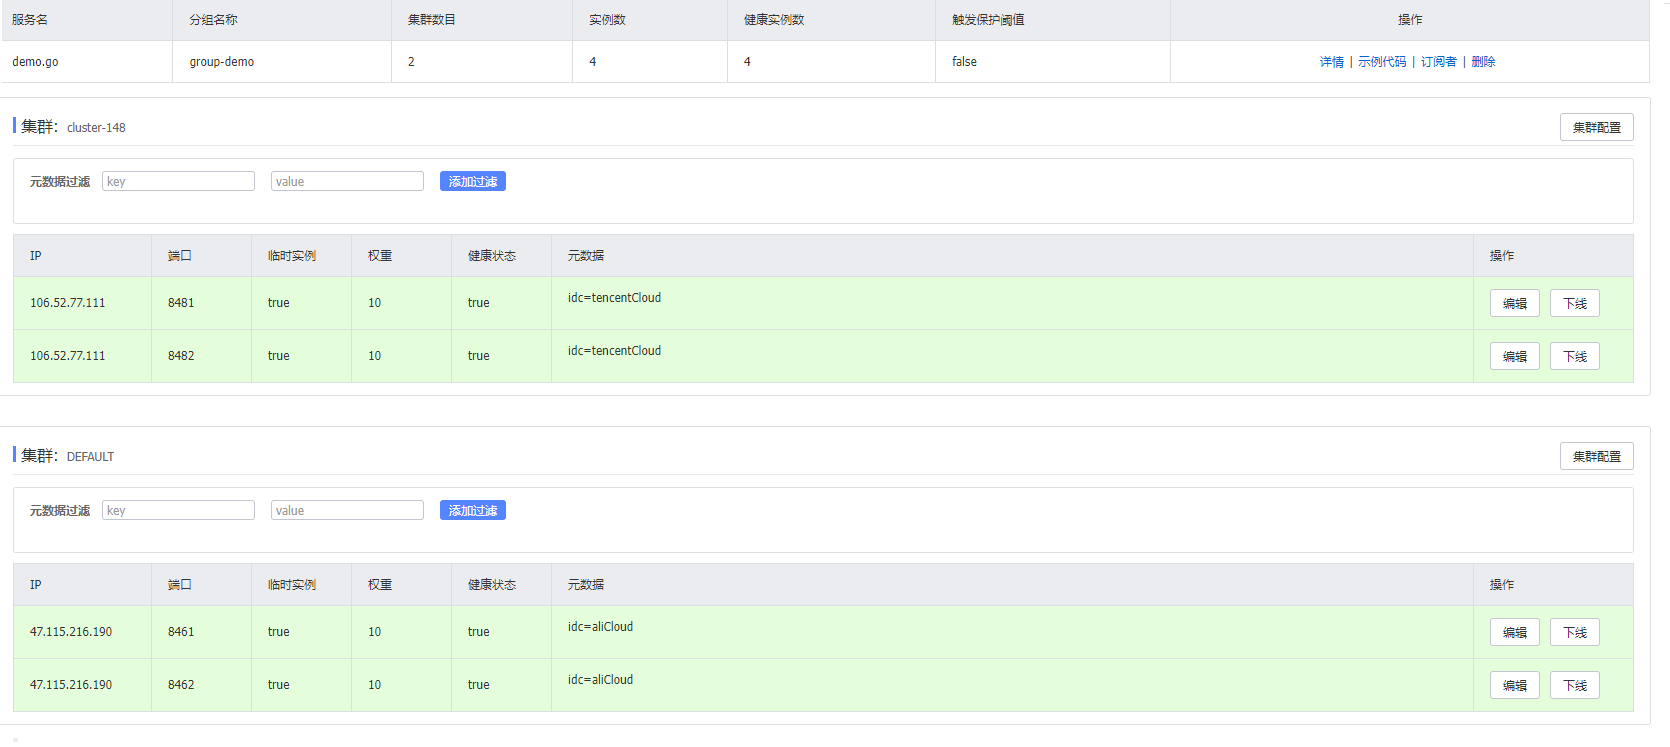 服务名 分组名称 集群数目 实例数 健康实例数 触发保护阈值 操作
demo.go group-demo 2 4 4 false 详情 | 示例代码 | 订阅者 | 删除
集群： cluster-148 集群配置
元数据过滤 key value 添加过滤
IP 端口 临时实例 权重 健康状态 元数据 操作
106.52.77.111 8481 true 10 true idc=tencentCloud 编辑 下线
106.52.77.111 8482 true 10 true idc=tencentCloud 编辑 下线
集群： DEFAULT 集群配置
元数据过滤 key value 添加过滤
IP 端口 临时实例 权重 健康状态 元数据 操作
47.115.216.190 8461 true 10 true idc=aliCloud 编辑 下线
47.115.216.190 8462 true 10 true idc=aliCloud 编辑 下线